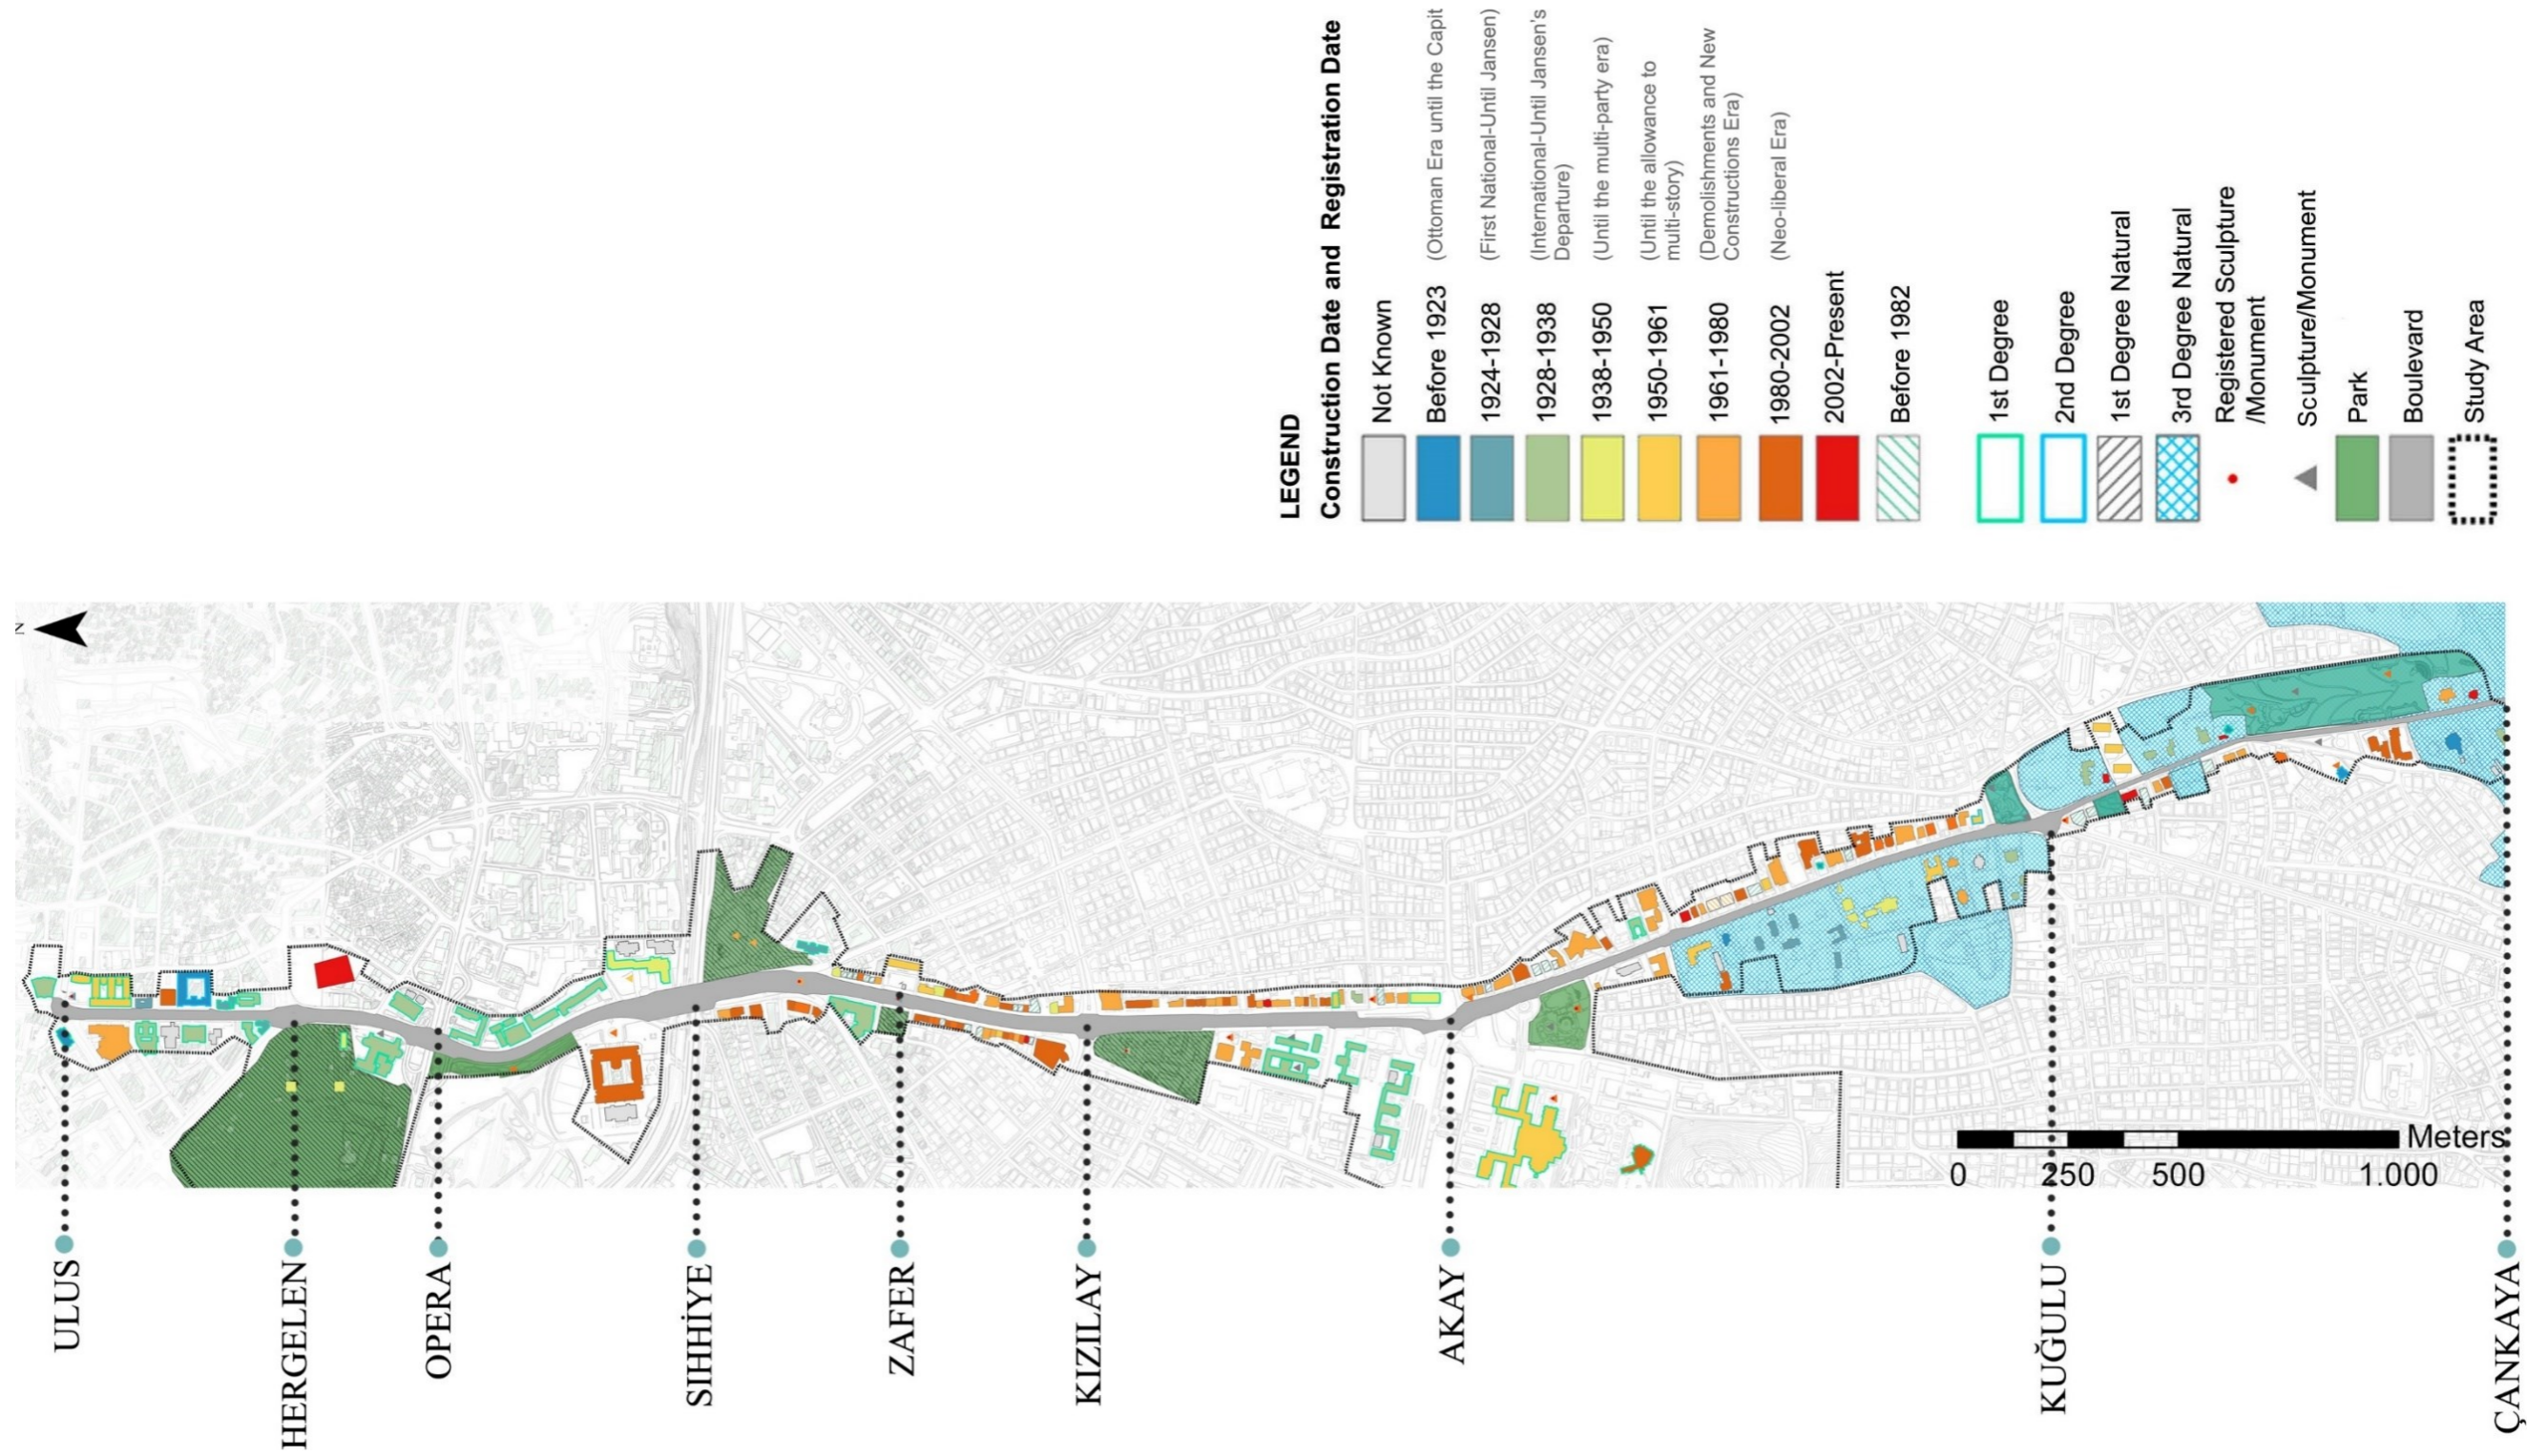 LEGEND
Construction Date and Registration Date
Not Known
Before 1923 (Ottoman Era until the Capit
1924-1928 (First National-Until Jansen)
1928-1938 (International-Until Jansen's
Departure)
1938-1950 (Until the multi-party era)
1950-1961 (Until the allowance to
multi-story)
1961-1980 (Demolishments and New
Constructions Era)
1980-2002 (Neo-liberal Era)
2002-Present
Before 1982
1st Degree
2nd Degree
1st Degree Natural
3rd Degree Natural
Registered Sculpture
/Monument
Sculpture/Monument
Park
Boulevard
Study Area
N
Meters
0 250 500 1.000
ULUS
HERGELEN
OPERA
SIHHİYE
ZAFER
KIZILAY
AKAY
KUĞULU
ÇANKAYA